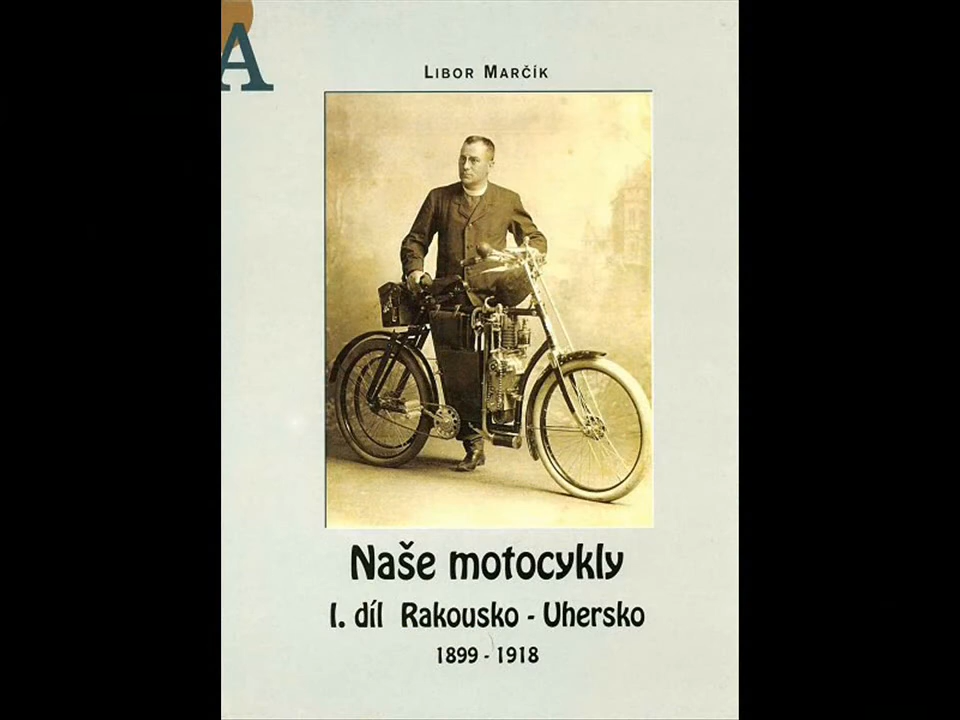 A
LIBOR MARČÍK
Naše motocykly
I. díl Rakousko - Uhersko
1899 - 1918